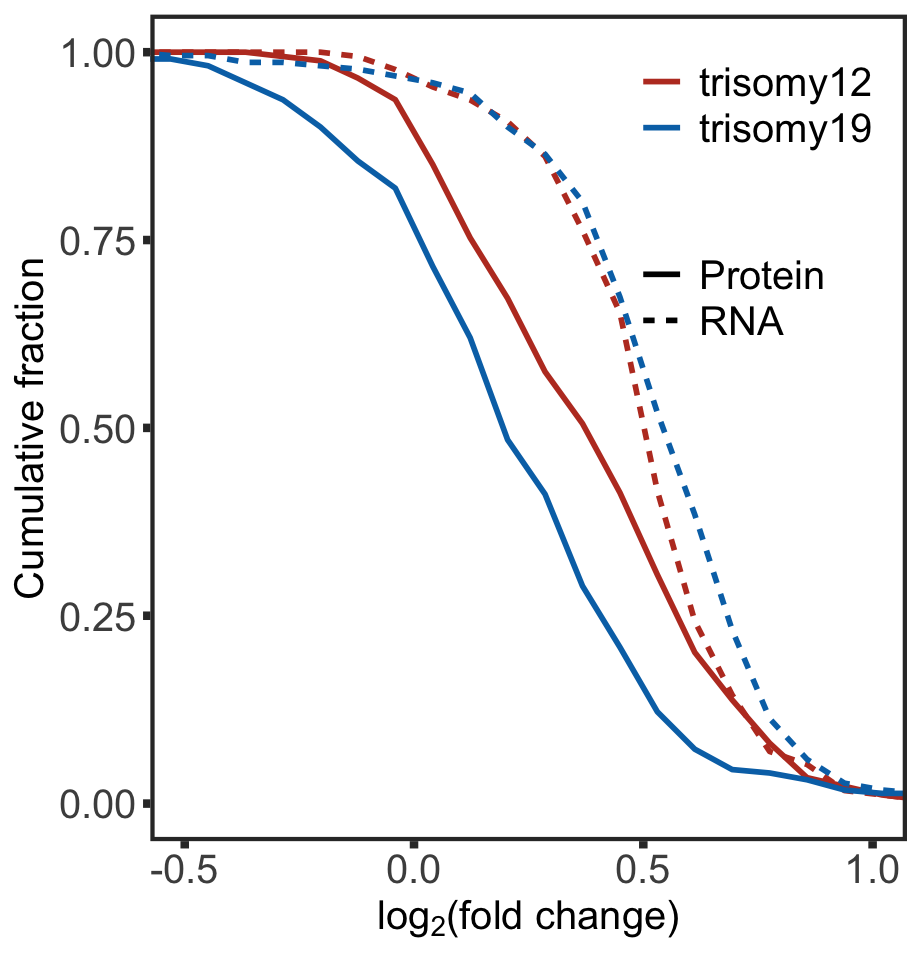 1.00
0.75
0.50
0.25
0.00
Cumulative fraction
trisomy12
trisomy19
Protein
RNA
-0.5 0.0 0.5 1.0
log₂(fold change)